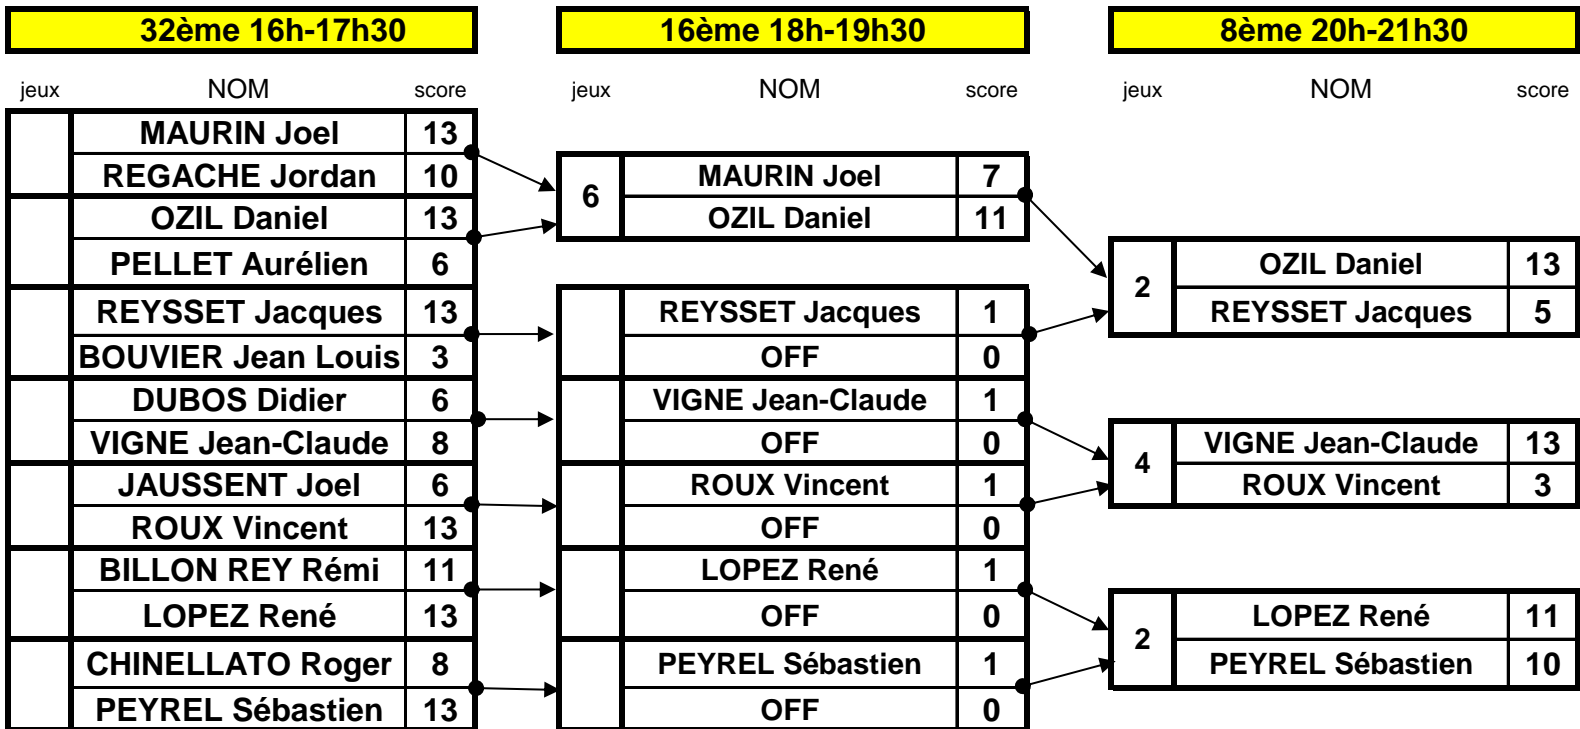 32ème 16h-17h30
jeux NOM score
MAURIN Joel 13
REGACHE Jordan 10
OZIL Daniel 13
PELLET Aurélien 6
REYSSET Jacques 13
BOUVIER Jean Louis 3
DUBOS Didier 6
VIGNE Jean-Claude 8
JAUSSENT Joel 6
ROUX Vincent 13
BILLON REY Rémi 11
LOPEZ René 13
CHINELLATO Roger 8
PEYREL Sébastien 13
16ème 18h-19h30
jeux NOM score
6
MAURIN Joel 7
OZIL Daniel 11
REYSSET Jacques 1
OFF 0
VIGNE Jean-Claude 1
OFF 0
ROUX Vincent 1
OFF 0
LOPEZ René 1
OFF 0
PEYREL Sébastien 1
OFF 0
8ème 20h-21h30
jeux NOM score
2
OZIL Daniel 13
REYSSET Jacques 5
4
VIGNE Jean-Claude 13
ROUX Vincent 3
2
LOPEZ René 11
PEYREL Sébastien 10